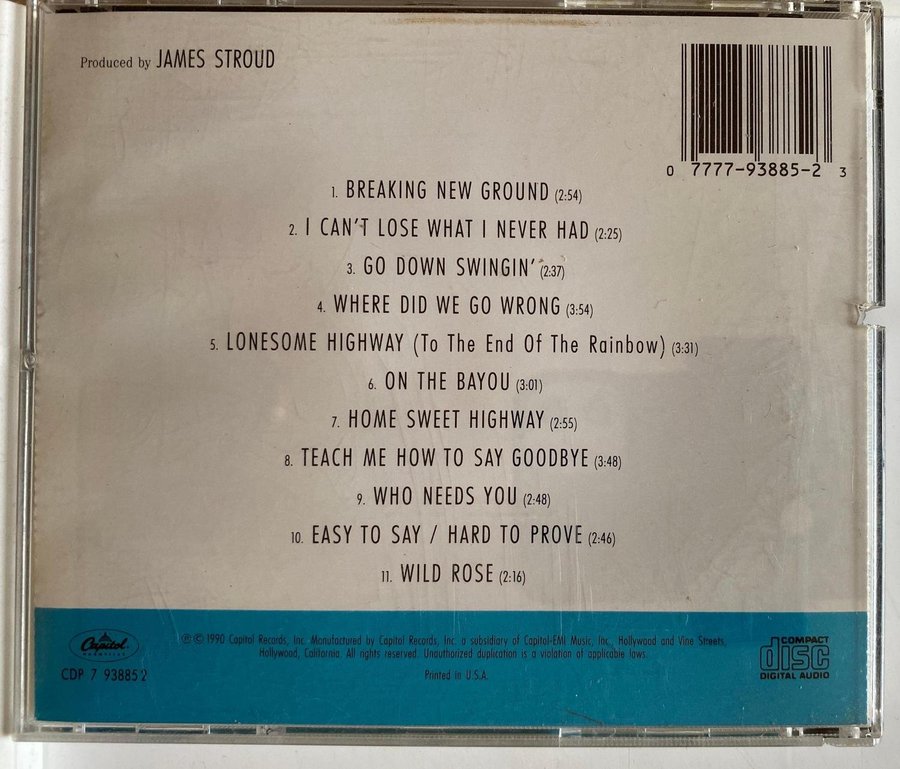 Produced by JAMES STROUD
0 7777-93885-2 3
1. BREAKING NEW GROUND (2:54)
2. I CAN'T LOSE WHAT I NEVER HAD (2:25)
3. GO DOWN SWINGIN' (2:37)
4. WHERE DID WE GO WRONG (3:54)
5. LONESOME HIGHWAY (To The End Of The Rainbow) (3:31)
6. ON THE BAYOU (3:01)
7. HOME SWEET HIGHWAY (2:55)
8. TEACH ME HOW TO SAY GOODBYE (3:48)
9. WHO NEEDS YOU (2:48)
10. EASY TO SAY / HARD TO PROVE (2:46)
11. WILD ROSE (2:16)
Capitol
NASHVILLE
CDP 7 93885 2
℗ © 1990 Capitol Records, Inc. Manufactured by Capitol Records, Inc. a subsidiary of Capitol-EMI Music, Inc., Hollywood and Vine Streets,
Hollywood, California. All rights reserved. Unauthorized duplication is a violation of applicable laws.
Printed in U.S.A.
COMPACT
disc
DIGITAL AUDIO